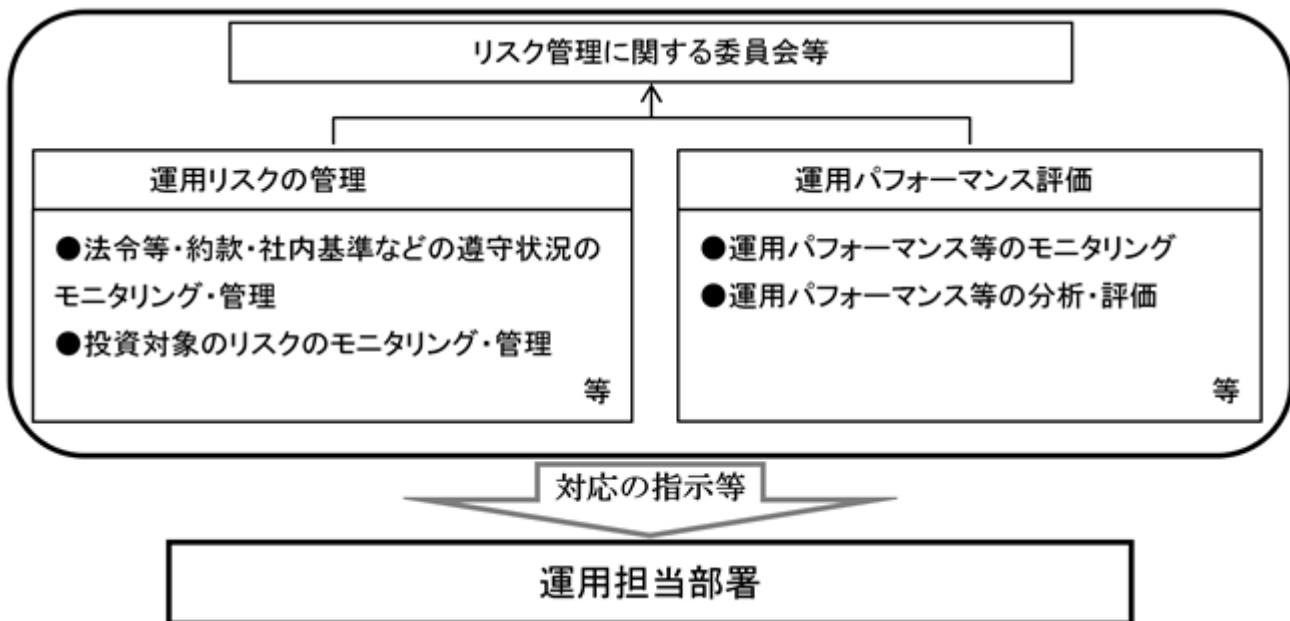 リスク管理に関する委員会等
運用リスクの管理
●法令等・約款・社内基準などの遵守状況の
モニタリング・管理
●投資対象のリスクのモニタリング・管理
等
運用パフォーマンス評価
●運用パフォーマンス等のモニタリング
●運用パフォーマンス等の分析・評価
等
対応の指示等
運用担当部署